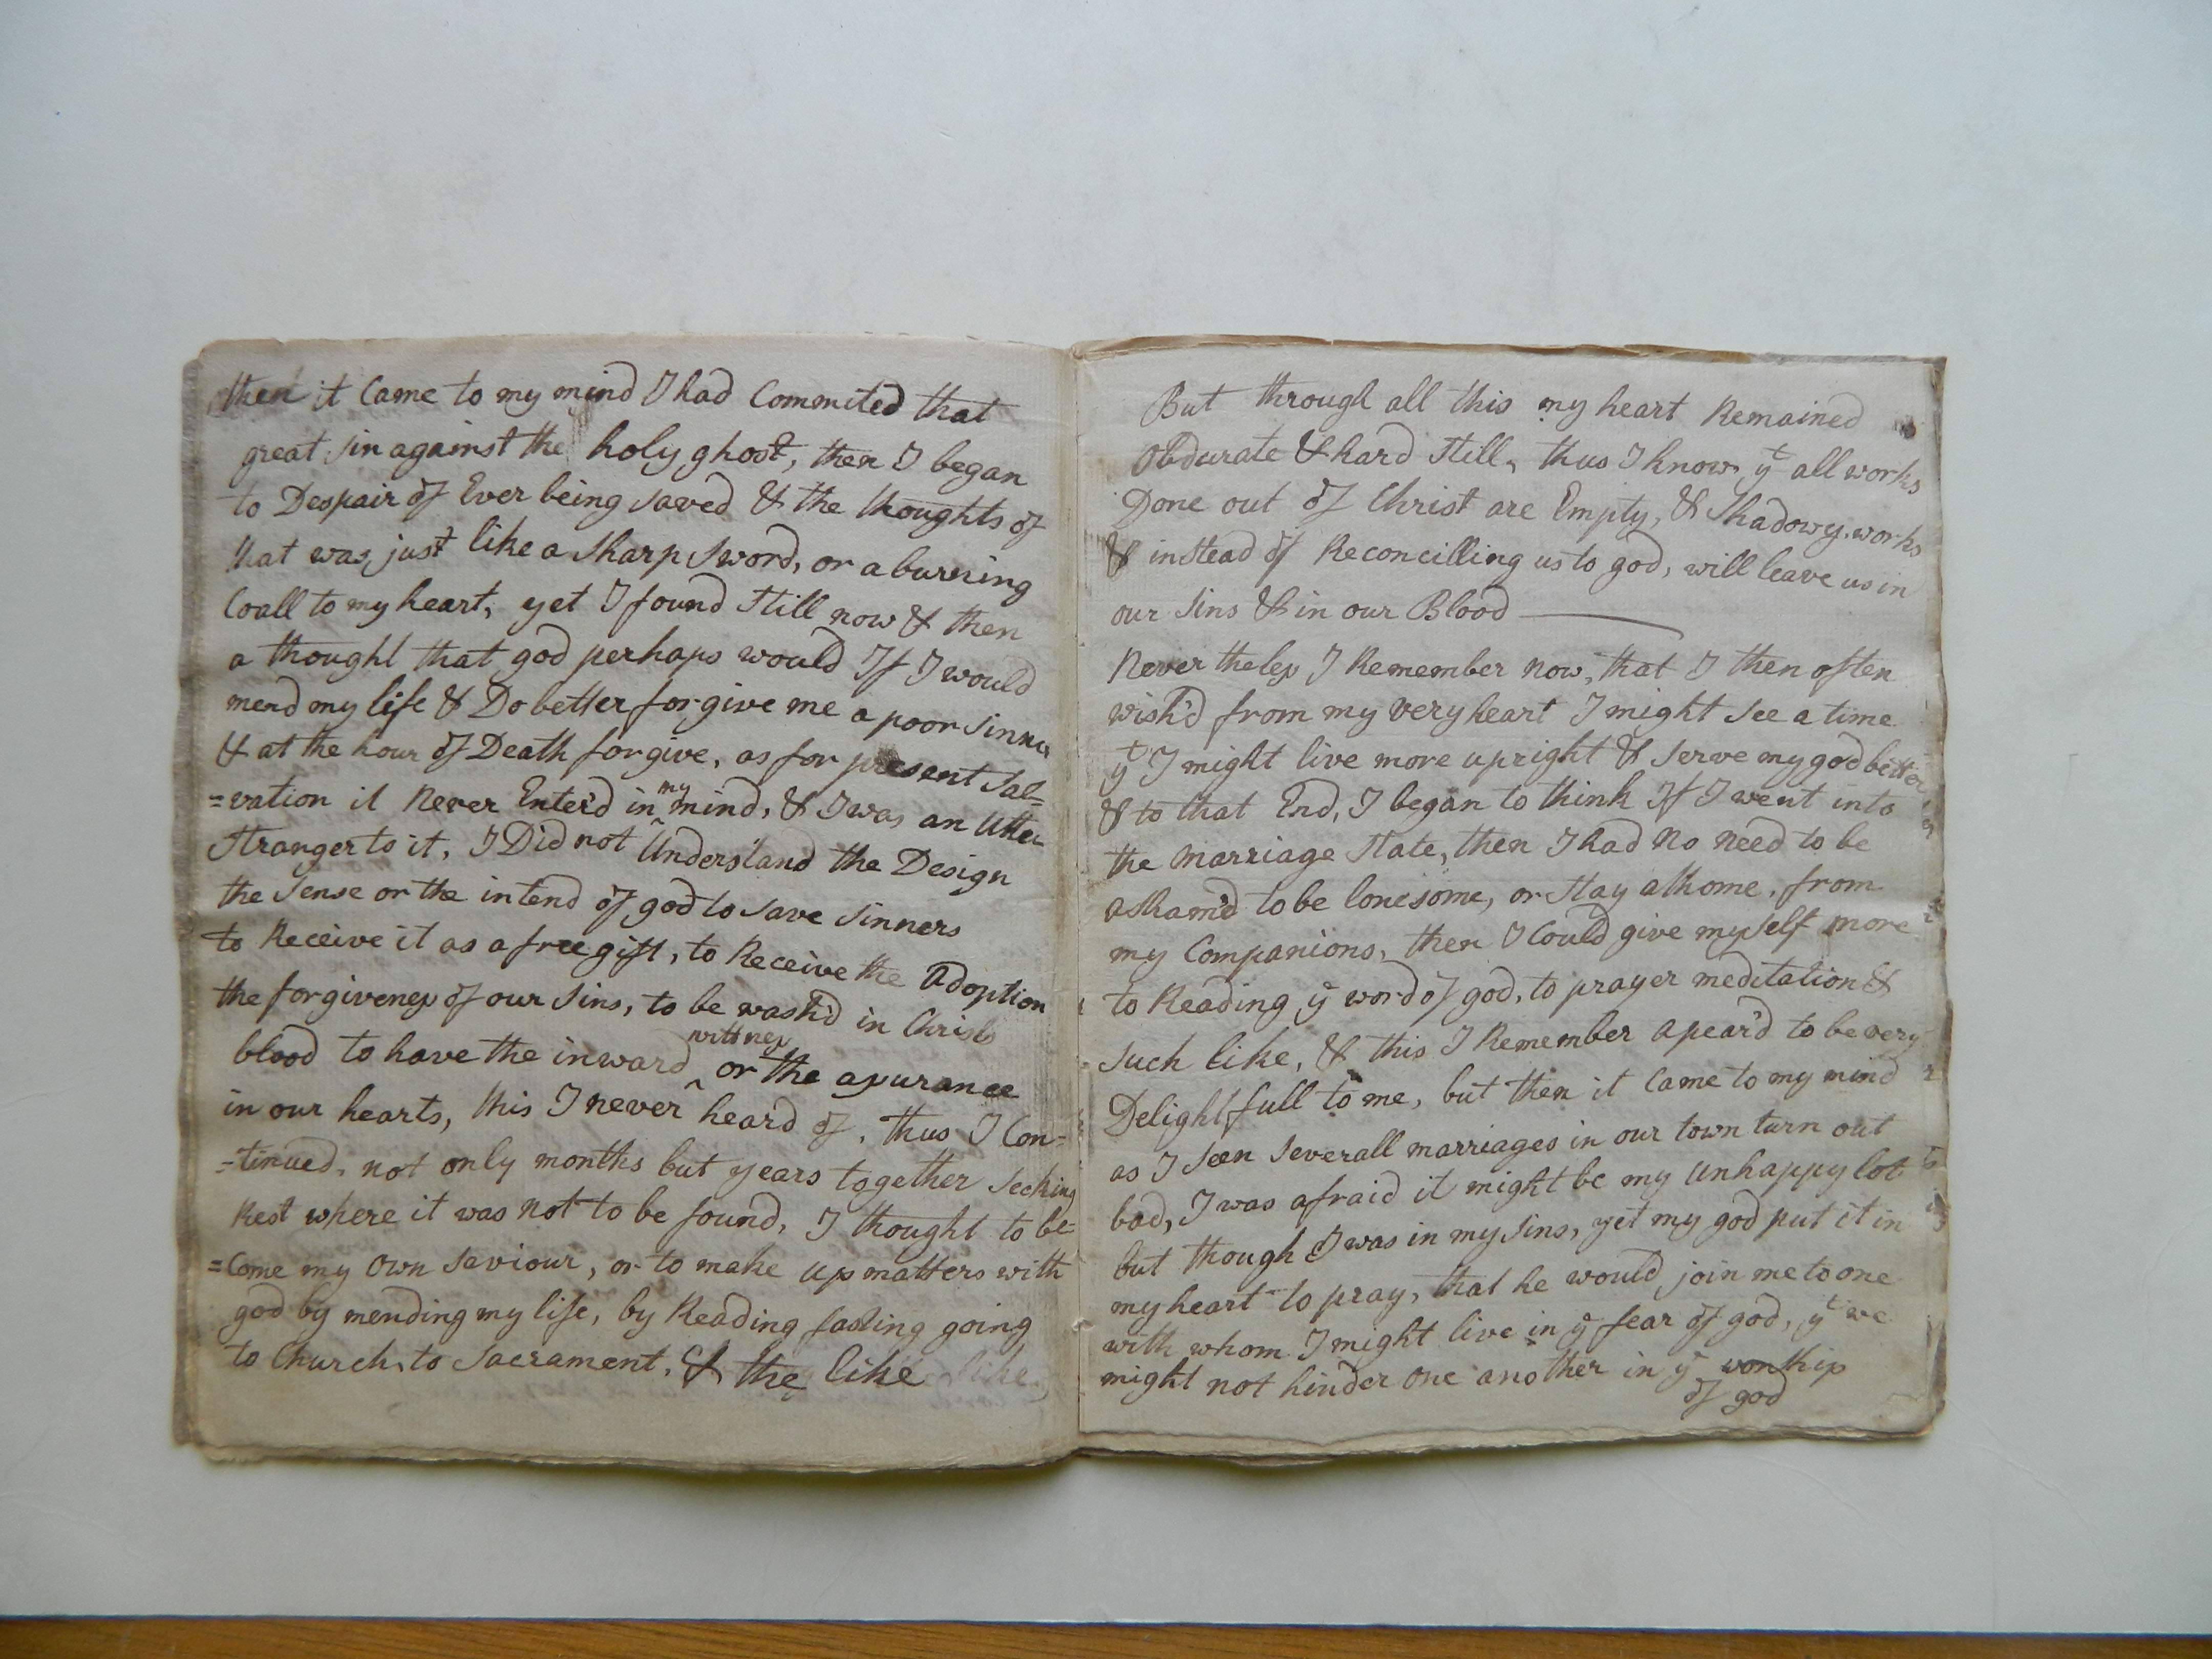 then it Came to my mind I had Commited that
great sin against the holy ghost, then I began
to Despair of Ever being saved & the thoughts of
that was just like a sharp sword, or a burning
Coall to my heart, yet I found still now & then
a thought that god perhaps would If I would
mend my life & Do better forgive me a poor sinner
& at the hour of Death forgive, as for present Sal=
=vation it Never Enter'd in my mind, & I was an Utter
stranger to it, I Did not Understand the Design
the sense or the intend of god to save sinners
to Receive it as a free gift, to Receive the Adoption
the forgiveness of our sins, to be wash'd in Christs
blood to have the inward wittness or the assurance
in our hearts, this I never heard of, thus I Con=
=tinued, not only months but years together seeking
Rest where it was not to be found, I thought to be=
=Come my own saviour, or to make up matters with
god by mending my life, by Reading fasting going
to Church, to Sacrament, & the like like
But through all this my heart Remained
Obdurate & hard still, thus I know yt all works
Done out of Christ are Empty, & shadowy works
& instead of Reconcilling us to god, will leave us in
our sins & in our Blood
Never theless I Remember now, that I then often
wish'd from my very heart I might see a time
yt I might live more upright & serve my god better
& to that End, I began to think If I went into
the marriage state, then I had no need to be
asham'd to be lonesome, or stay at home, from
my Companions, then I Could give my self more
to Reading ye word of god, to prayer meditation &
such like, & this I Remember apear'd to be very
Delightfull to me, but then it Came to my mind
as I seen severall marriages in our town turn out
bad, I was afraid it might be my unhappy lot
but though I was in my sins, yet my god put it in
my heart to pray, that he would join me to one
with whom I might live in ye fear of god, yt we
might not hinder one another in ye worship
of god